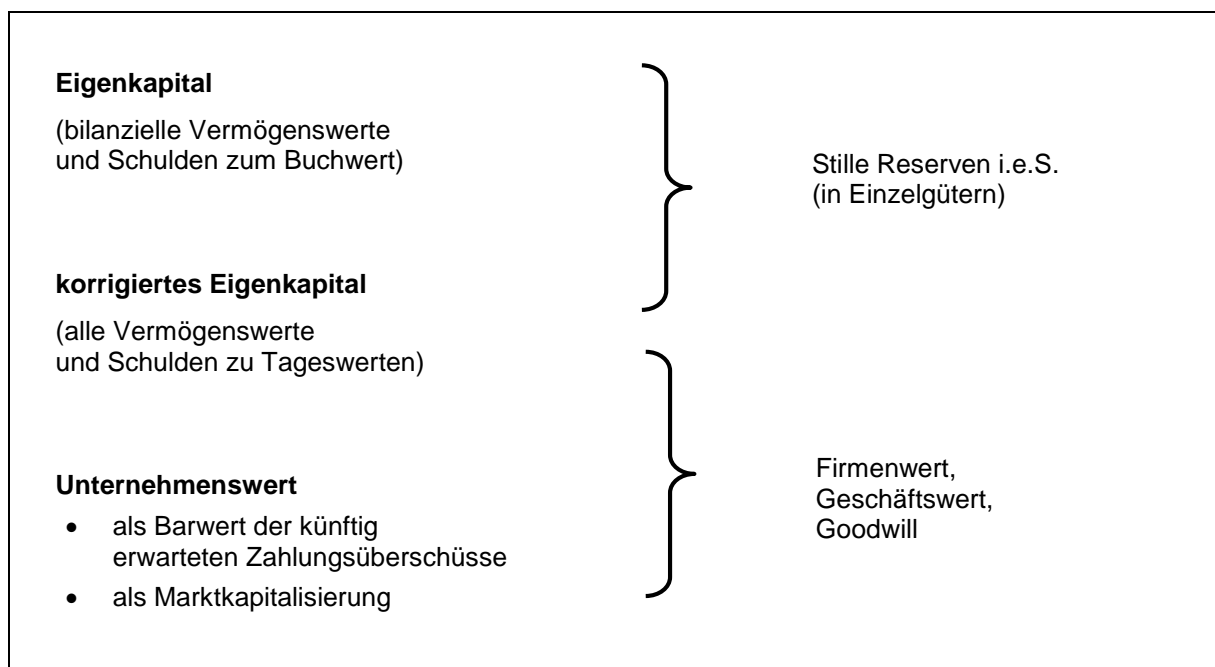 Eigenkapital
(bilanzielle Vermögenswerte
und Schulden zum Buchwert)
Stille Reserven i.e.S.
(in Einzelgütern)
korrigiertes Eigenkapital
(alle Vermögenswerte
und Schulden zu Tageswerten)
Unternehmenswert
• als Barwert der künftig
erwarteten Zahlungsüberschüsse
• als Marktkapitalisierung
Firmenwert,
Geschäftswert,
Goodwill